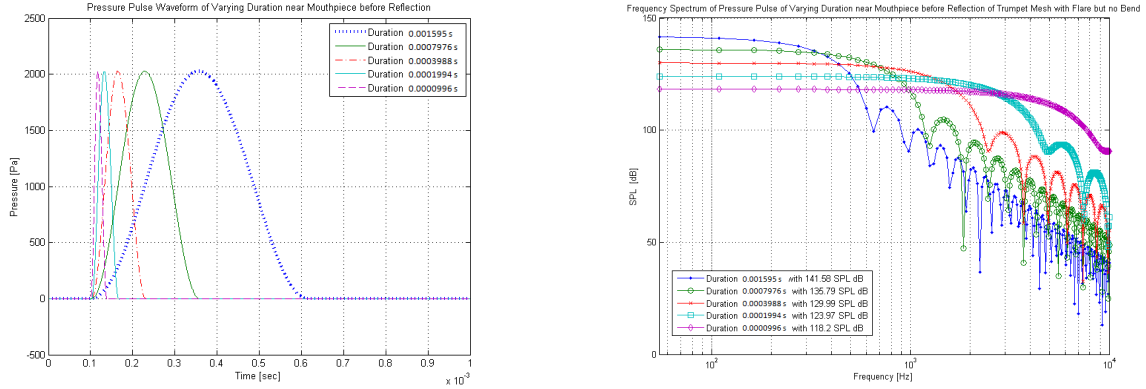 Pressure Pulse Waveform of Varying Duration near Mouthpiece before Reflection
2500
2000
1500
1000
500
0
-500
Pressure [Pa]
Duration 0.001595 s
Duration 0.0007976 s
Duration 0.0003988 s
Duration 0.0001994 s
Duration 0.0000996 s
0 0.1 0.2 0.3 0.4 0.5 0.6 0.7 0.8 0.9 1
Time [sec]
x 10^-3
Frequency Spectrum of Pressure Pulse of Varying Duration near Mouthpiece before Reflection of Trumpet Mesh with Flare but no Bend
150
100
50
0
SPL [dB]
Duration 0.001595 s with 141.58 SPL dB
Duration 0.0007976 s with 135.79 SPL dB
Duration 0.0003988 s with 129.99 SPL dB
Duration 0.0001994 s with 123.97 SPL dB
Duration 0.0000996 s with 118.2 SPL dB
10^2 10^3 10^4
Frequency [Hz]